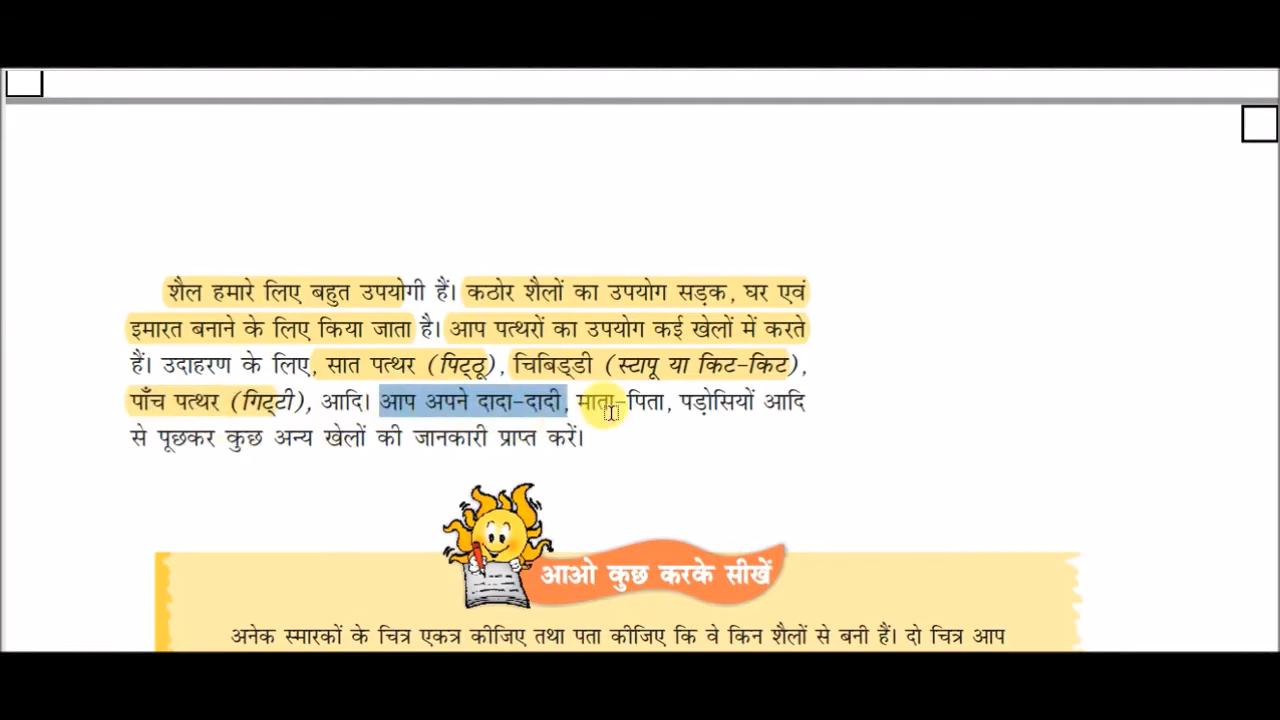 शैल हमारे लिए बहुत उपयोगी हैं। कठोर शैलों का उपयोग सड़क, घर एवं
इमारत बनाने के लिए किया जाता है। आप पत्थरों का उपयोग कई खेलों में करते
हैं। उदाहरण के लिए, सात पत्थर (पिट्ठू), चिबिड्डी (स्टापू या किट-किट),
पाँच पत्थर (गिट्टी), आदि। आप अपने दादा-दादी, माता-पिता, पड़ोसियों आदि
से पूछकर कुछ अन्य खेलों की जानकारी प्राप्त करें।
आओ कुछ करके सीखें
अनेक स्मारकों के चित्र एकत्र कीजिए तथा पता कीजिए कि वे किन शैलों से बनी हैं। दो चित्र आप